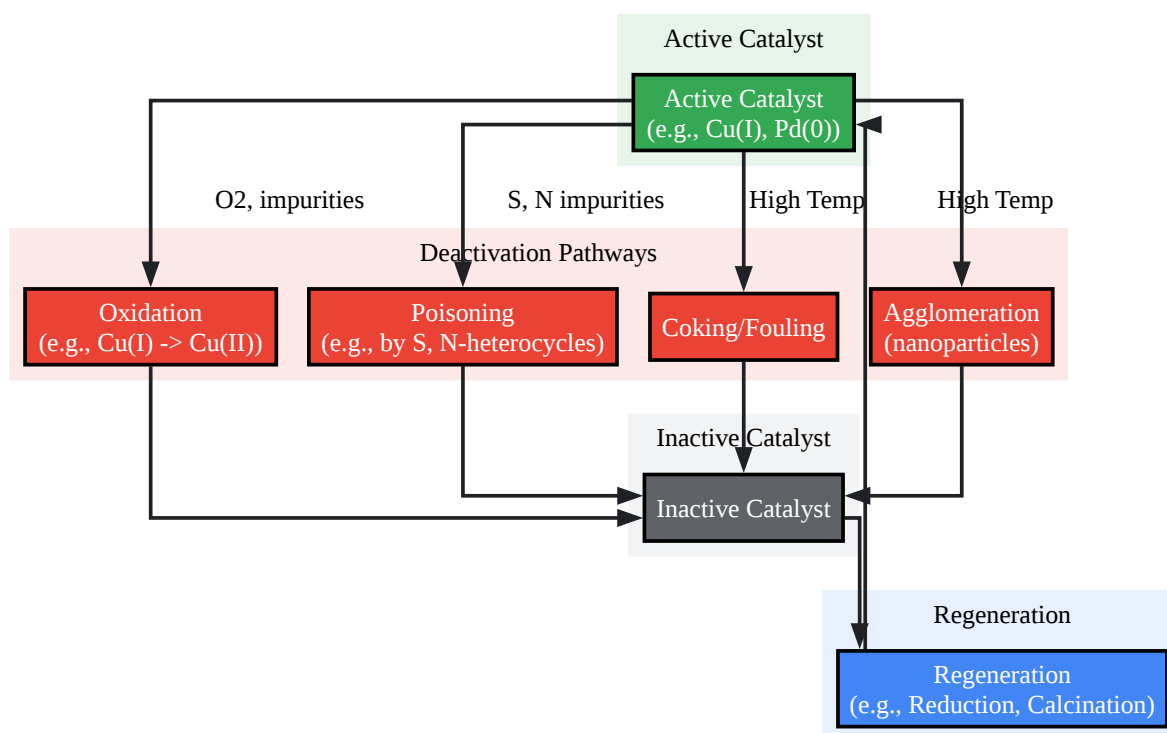 Active Catalyst
Active Catalyst
(e.g., Cu(I), Pd(0))
O2, impurities
S, N impurities
High Temp
High Temp
Deactivation Pathways
Oxidation
(e.g., Cu(I) -> Cu(II))
Poisoning
(e.g., by S, N-heterocycles)
Coking/Fouling
Agglomeration
(nanoparticles)
Inactive Catalyst
Inactive Catalyst
Regeneration
Regeneration
(e.g., Reduction, Calcination)